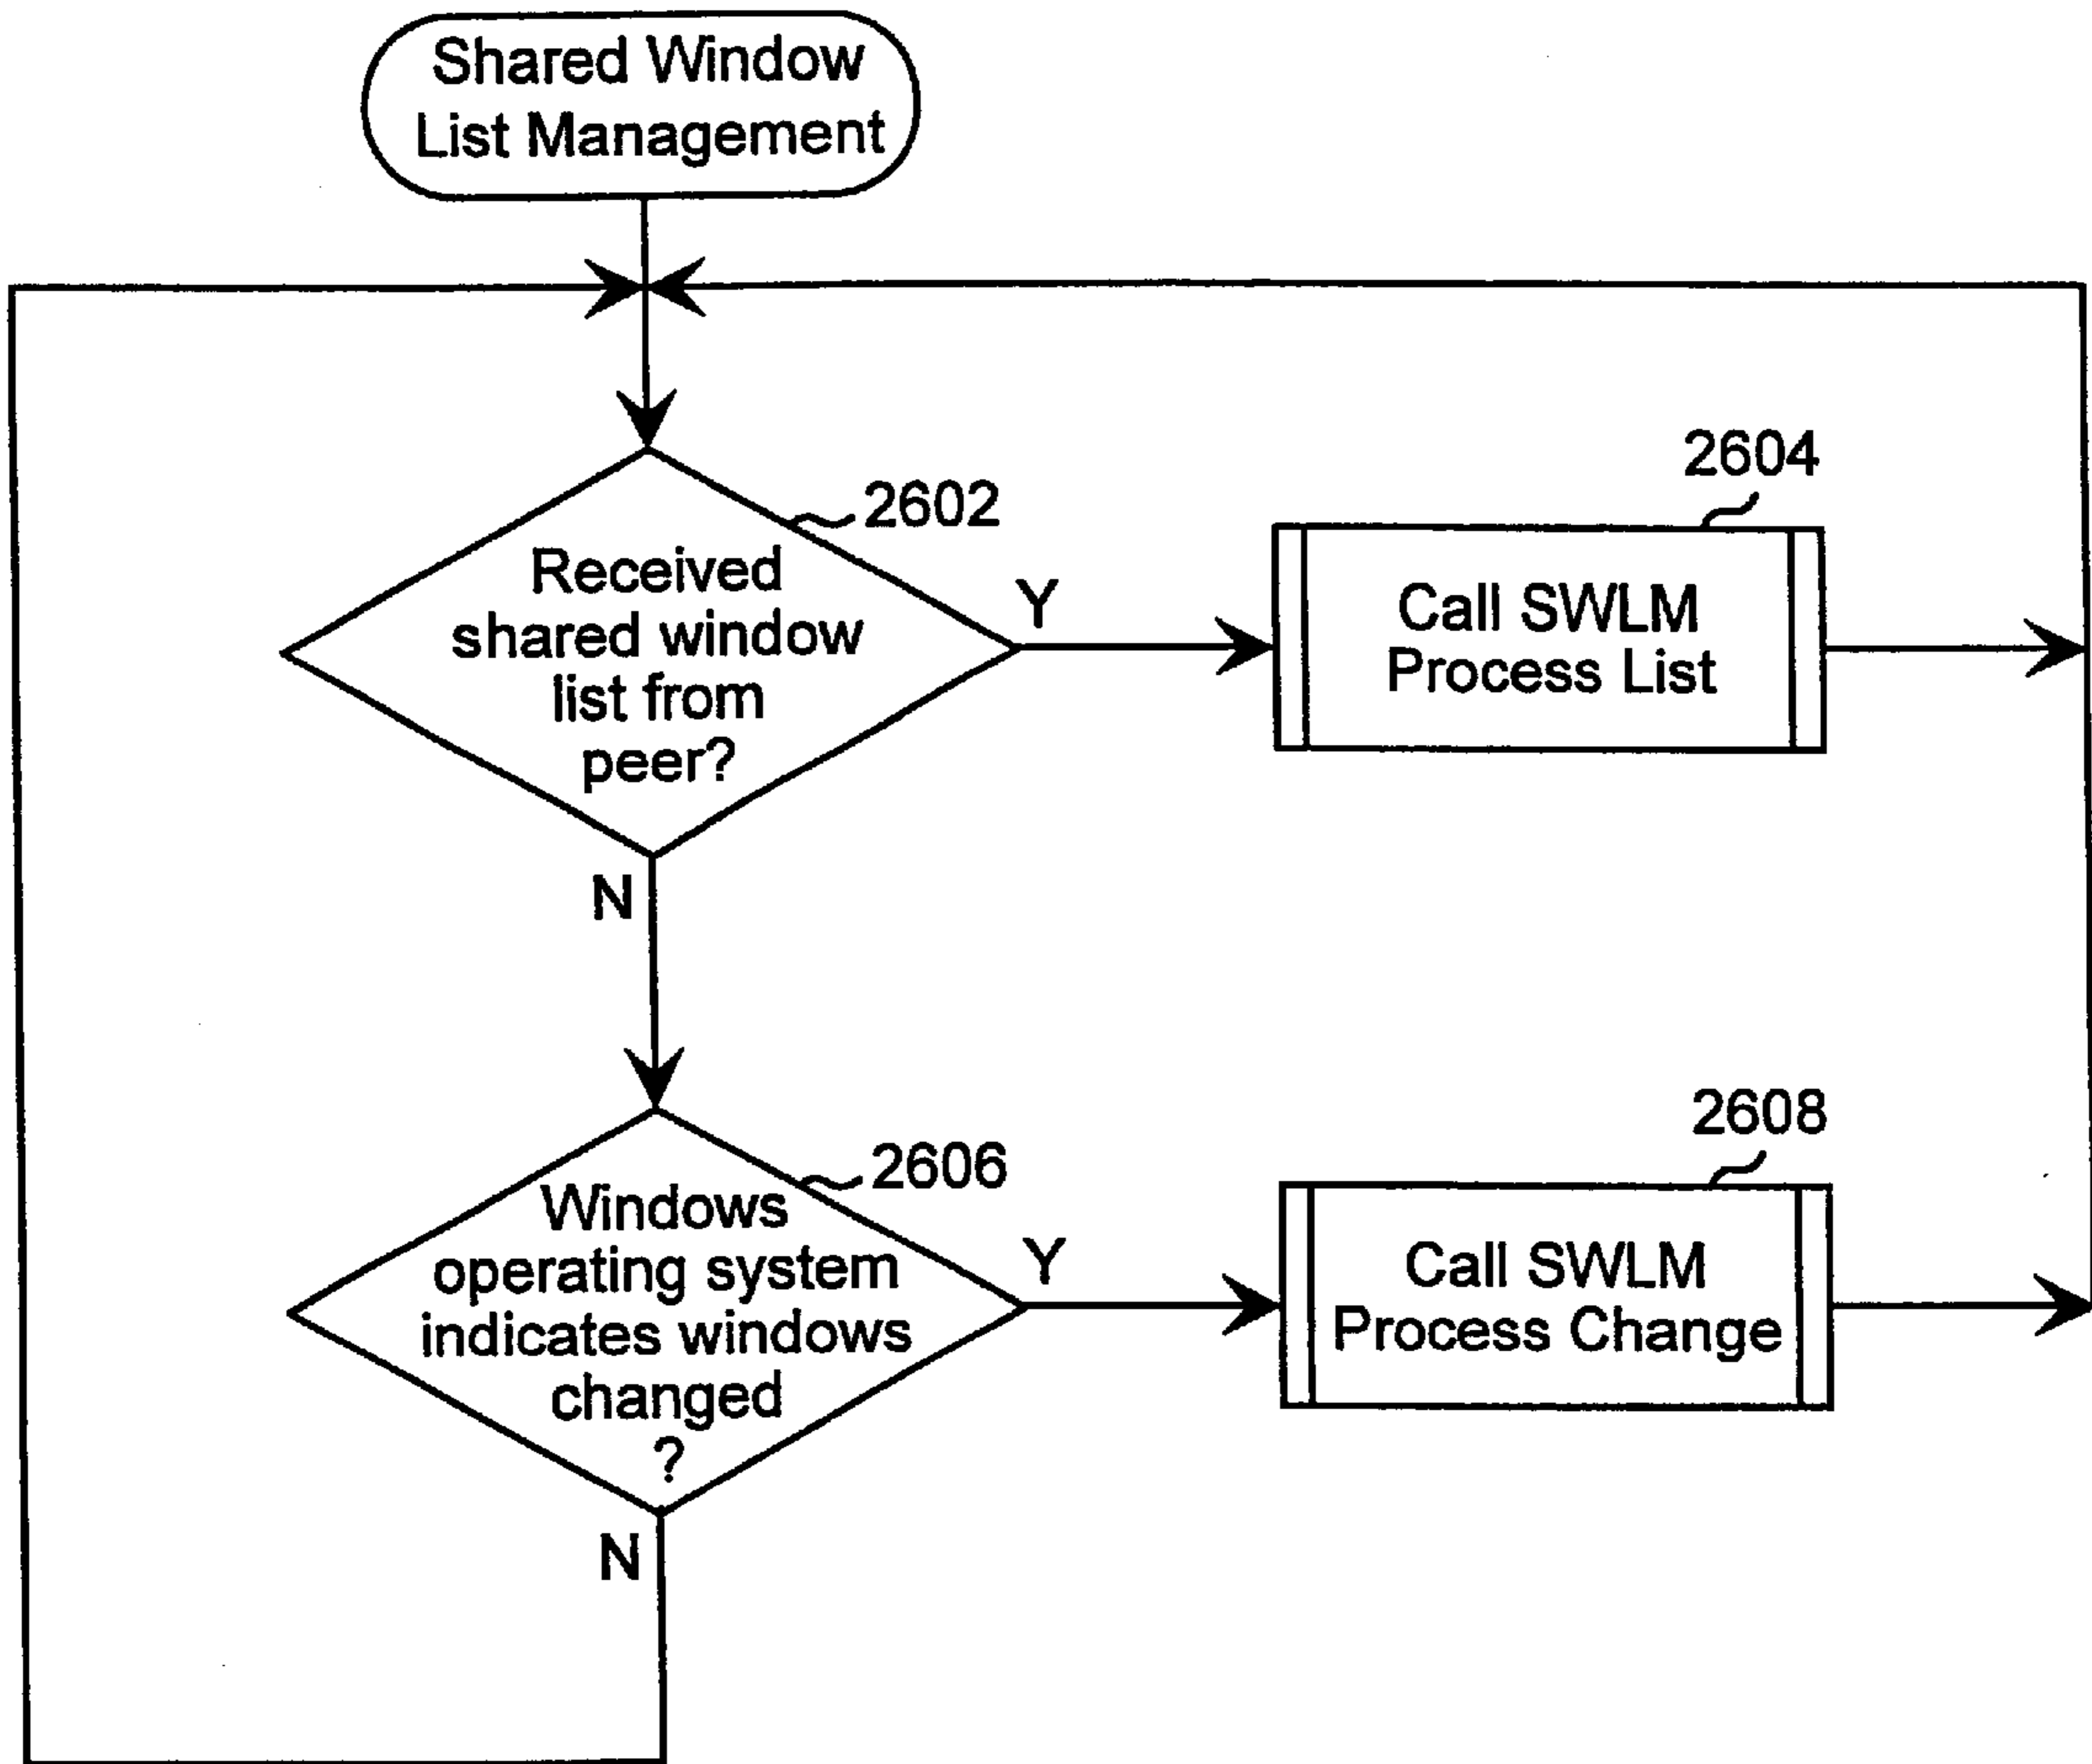 Shared Window
List Management
2602
Received
shared window
list from
peer?
Y
N
2604
Call SWLM
Process List
2606
Windows
operating system
indicates windows
changed
?
Y
N
2608
Call SWLM
Process Change